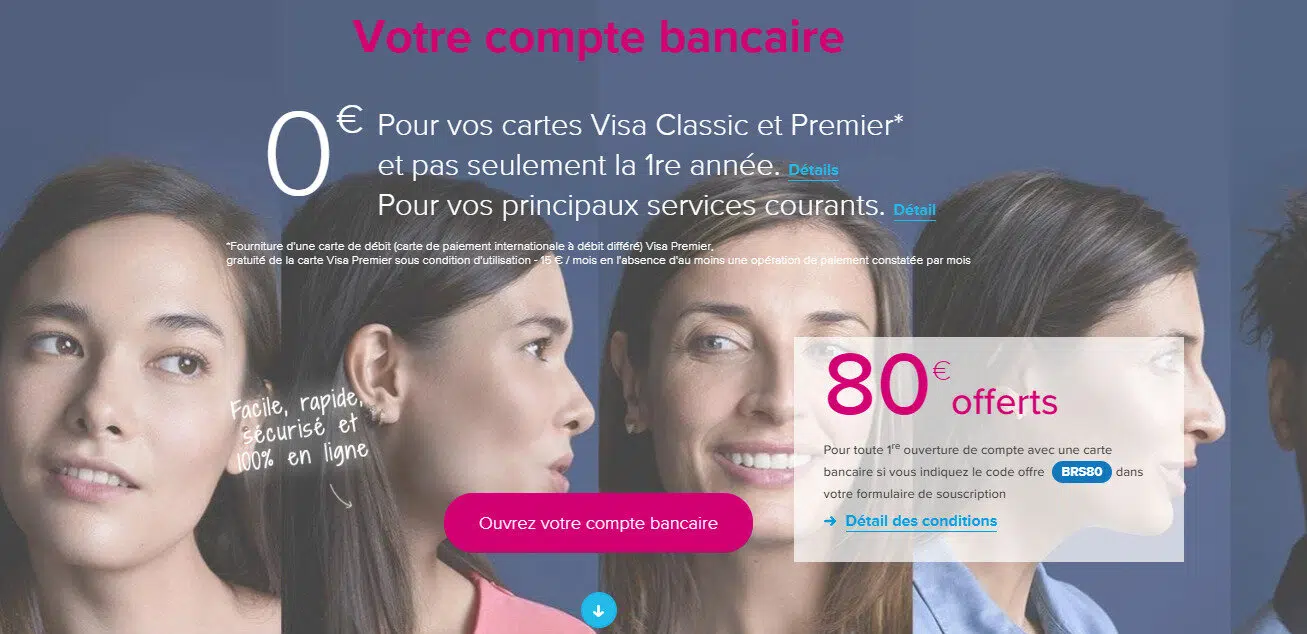 Votre compte bancaire
0€
Pour vos cartes Visa Classic et Premier*
et pas seulement la 1re année. Détails
Pour vos principaux services courants. Détail
*Fourniture d'une carte de débit (carte de paiement internationale à débit différé) Visa Premier,
gratuité de la carte Visa Premier sous condition d'utilisation - 15 € / mois en l'absence d'au moins une opération de paiement constatée par mois
Facile, rapide,
sécurisé et
100% en ligne
Ouvrez votre compte bancaire
80€ offerts
Pour toute 1re ouverture de compte avec une carte
bancaire si vous indiquez le code offre BRS80 dans
votre formulaire de souscription
→ Détail des conditions